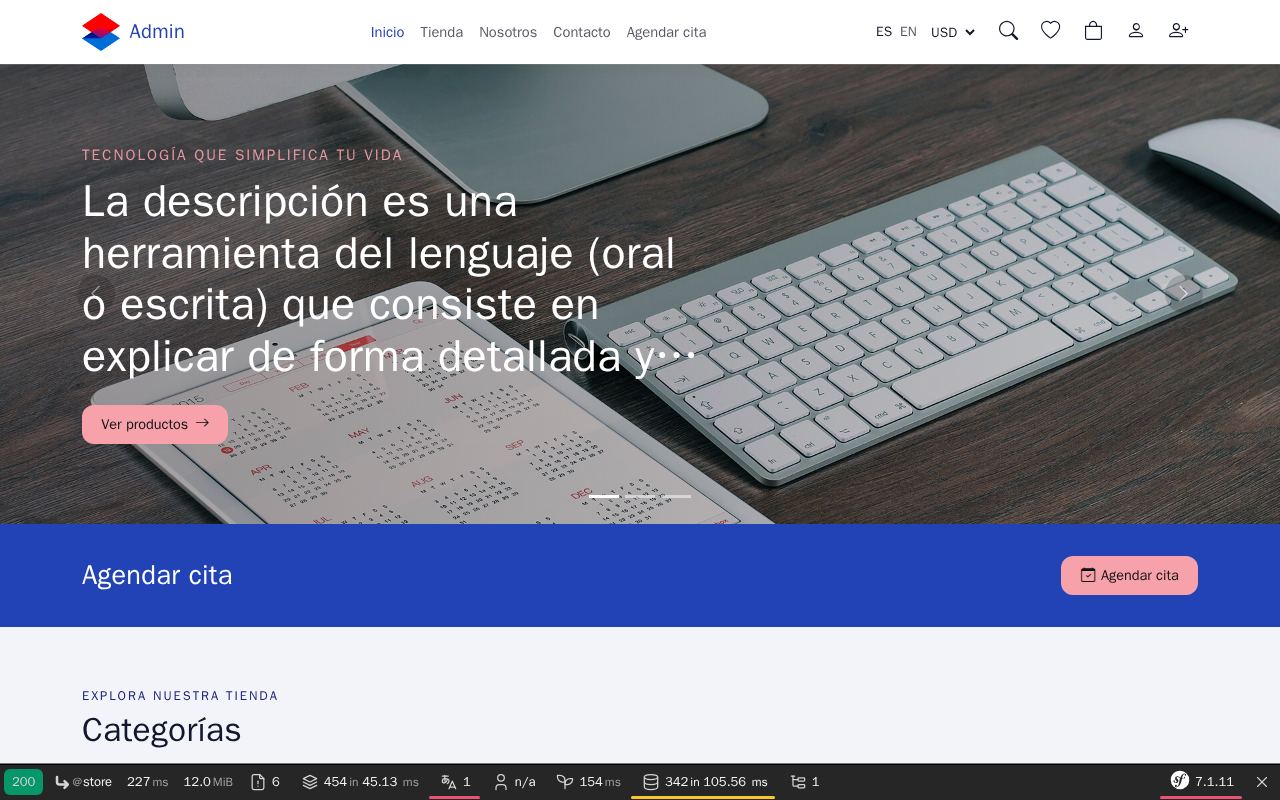 Admin
Inicio Tienda Nosotros Contacto Agendar cita
ES EN USD
TECNOLOGÍA QUE SIMPLIFICA TU VIDA
La descripción es una
herramienta del lenguaje (oral
o escrita) que consiste en
explicar de forma detallada y…
Ver productos
Agendar cita
Agendar cita
EXPLORA NUESTRA TIENDA
Categorías
200 @store 227 ms 12.0 MiB 6 454 in 45.13 ms 1 n/a 154 ms 342 in 105.56 ms 1 7.1.11